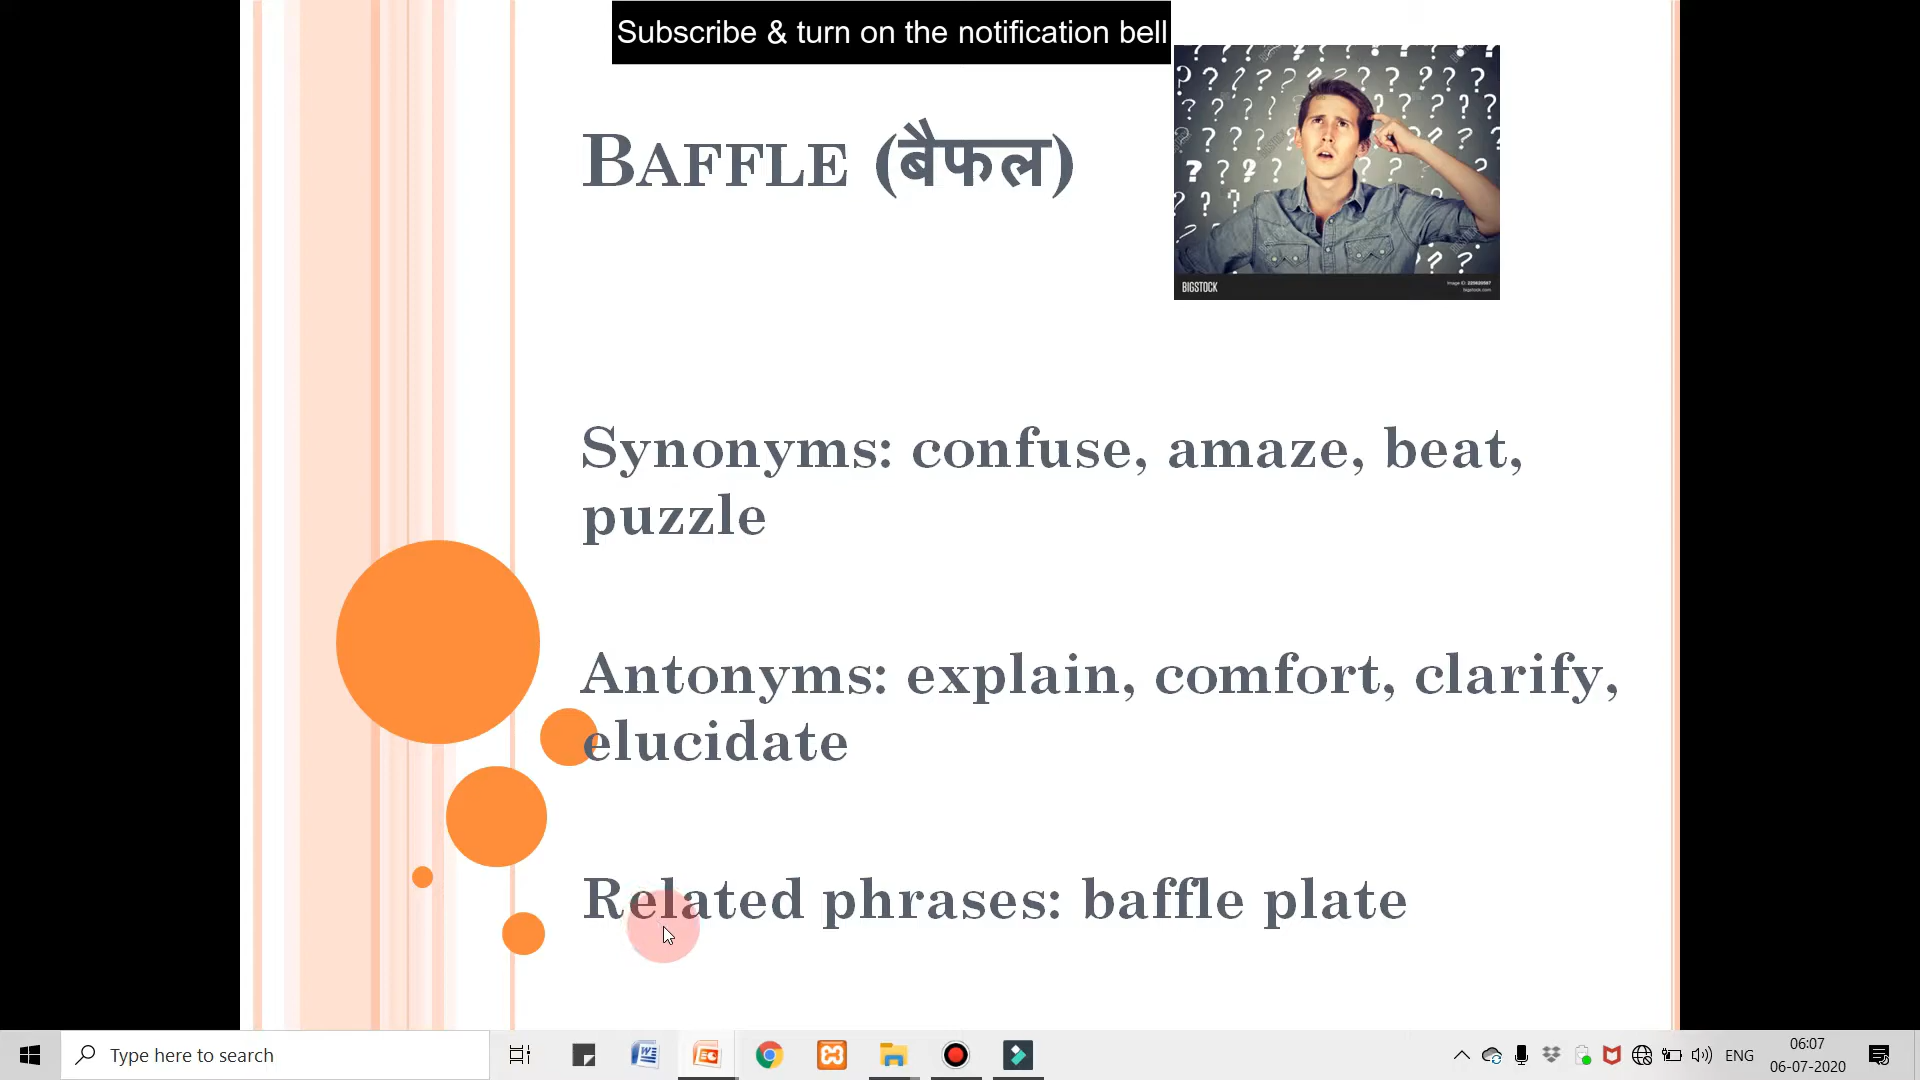 Subscribe & turn on the notification bell
BAFFLE (बैफल)
BIGSTOCK
Synonyms: confuse, amaze, beat,
puzzle
Antonyms: explain, comfort, clarify,
elucidate
Related phrases: baffle plate
Type here to search
ENG
06:07
06-07-2020